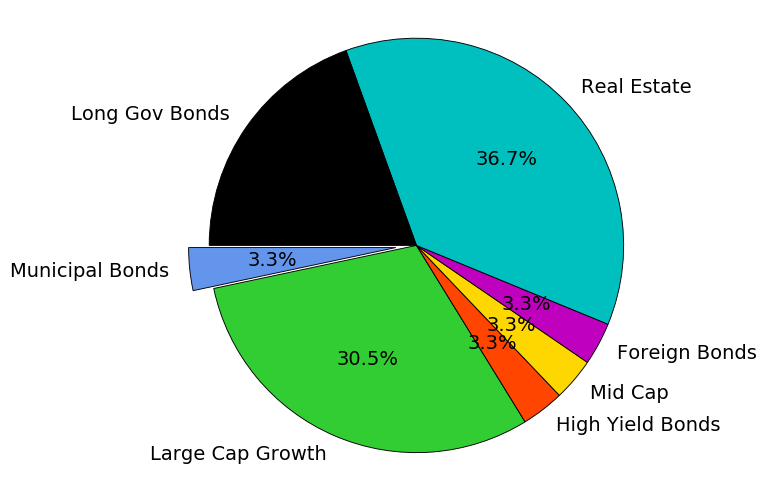 Real Estate
Long Gov Bonds
36.7%
3.3%
Municipal Bonds
3.3%
3.3%
3.3%
Foreign Bonds
30.5%
Mid Cap
High Yield Bonds
Large Cap Growth